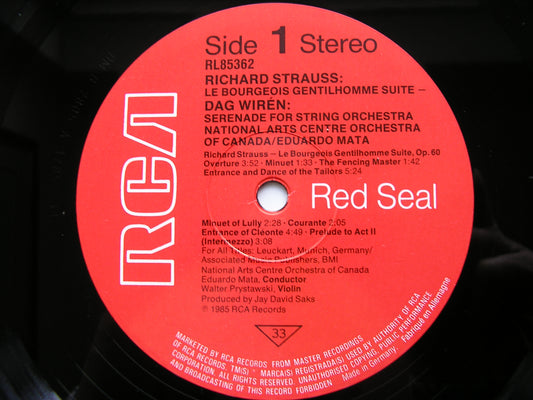 Side 1 Stereo
RL85362
RICHARD STRAUSS:
LE BOURGEOIS GENTILHOMME SUITE –
DAG WIRÉN:
SERENADE FOR STRING ORCHESTRA
NATIONAL ARTS CENTRE ORCHESTRA
OF CANADA/EDUARDO MATA
Richard Strauss – Le Bourgeois Gentilhomme Suite, Op. 60
Overture 3:52 · Minuet 1:33 · The Fencing Master 1:42
Entrance and Dance of the Tailors 5:24
RCA
Red Seal
Minuet of Lully 2:28 · Courante 2:05
Entrance of Cléonte 4:49 · Prelude to Act II
(Intermezzo) 3:08
For All Titles: Leuckart, Munich, Germany/
Associated Music Publishers, BMI
National Arts Centre Orchestra of Canada
Eduardo Mata, Conductor
Walter Prystawski, Violin
Produced by Jay David Saks
℗ 1985 RCA Records
33
MARKETED BY RCA RECORDS. FROM MASTER RECORDINGS
OF RCA RECORDS. TM(S) ® MARCA(S) REGISTRADA(S) USED BY AUTHORITY OF RCA
CORPORATION. ALL RIGHTS RESERVED. UNAUTHORISED COPYING, PUBLIC PERFORMANCE
AND BROADCASTING OF THIS RECORD FORBIDDEN
Made in Germany. Fabriqué en Allemagne